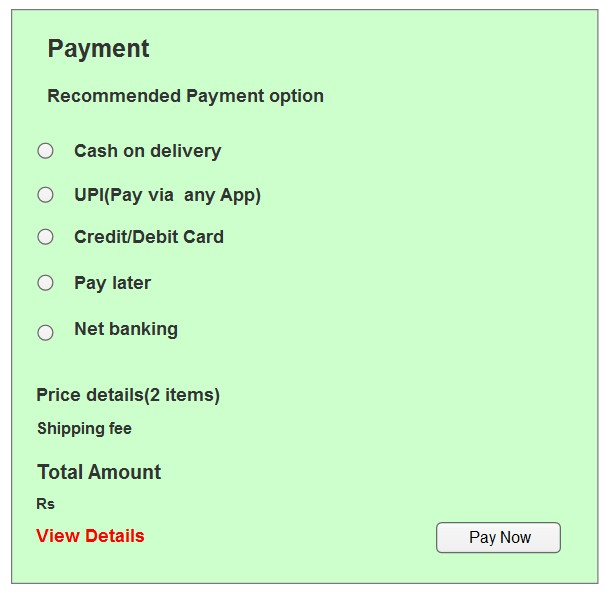 Payment
Recommended Payment option
Cash on delivery
UPI(Pay via  any App)
Credit/Debit Card
Pay later
Net banking
Price details(2 items)
Shipping fee
Total Amount
Rs
View Details
Pay Now